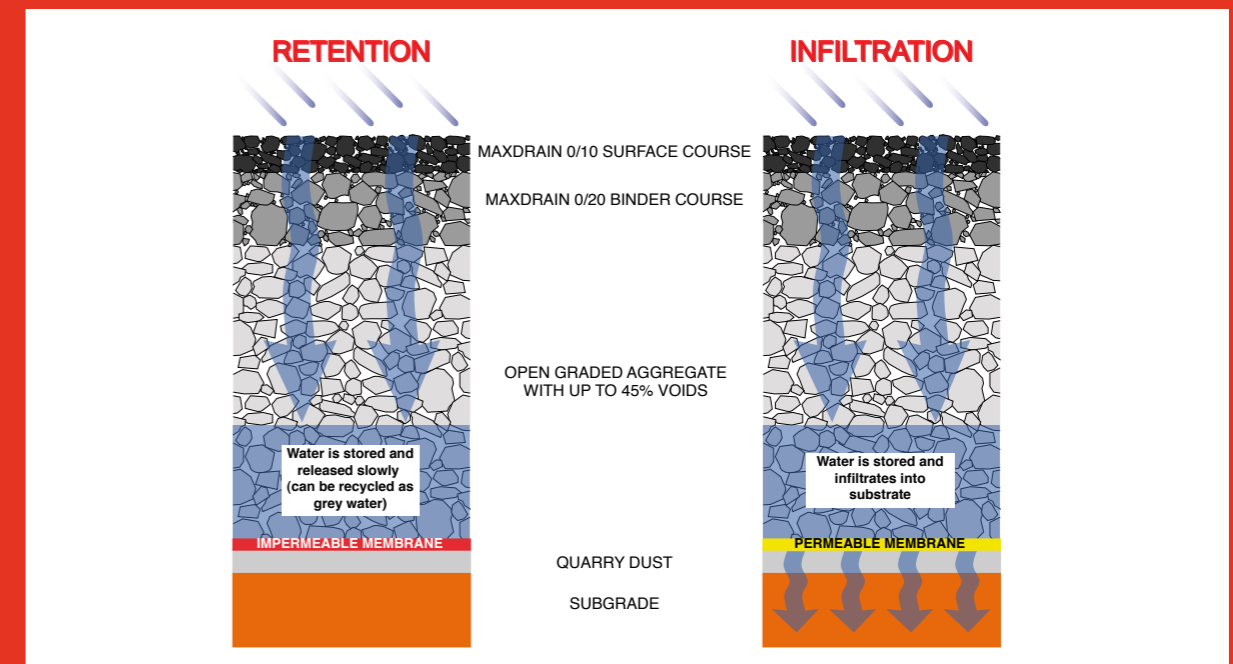 RETENTION
INFILTRATION
MAXDRAIN 0/10 SURFACE COURSE
MAXDRAIN 0/20 BINDER COURSE
OPEN GRADED AGGREGATE
WITH UP TO 45% VOIDS
Water is stored and
released slowly
(can be recycled as
grey water)
Water is stored and
infiltrates into
substrate
IMPERMEABLE MEMBRANE
PERMEABLE MEMBRANE
QUARRY DUST
SUBGRADE